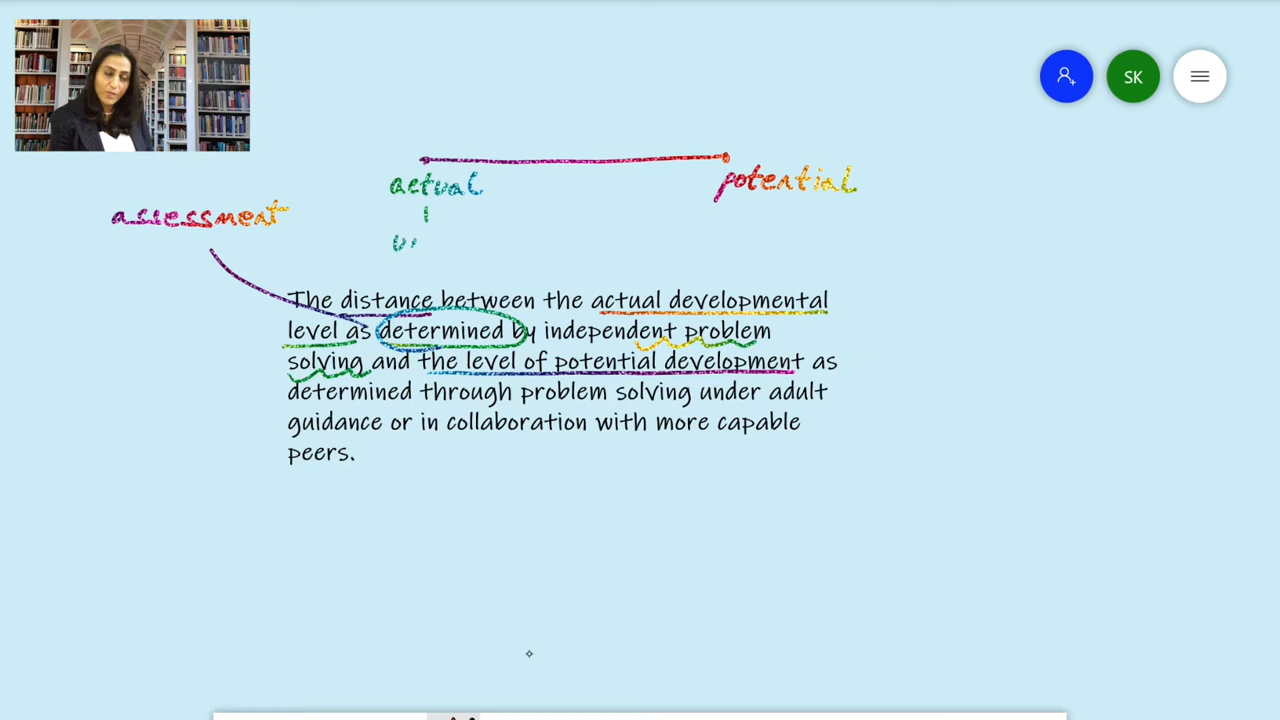 SK
actual
potential
assessment
The distance between the actual developmental
level as determined by independent problem
solving and the level of potential development as
determined through problem solving under adult
guidance or in collaboration with more capable
peers.